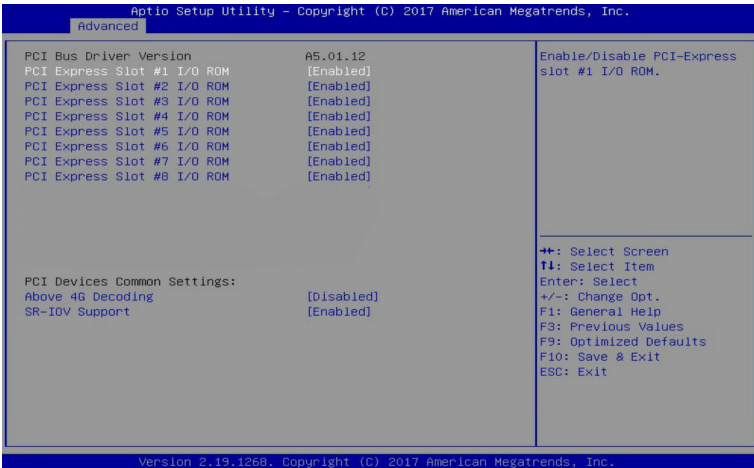 Aptio Setup Utility – Copyright (C) 2017 American Megatrends, Inc.
Advanced
PCI Bus Driver Version A5.01.12
PCI Express Slot #1 I/O ROM [Enabled]
PCI Express Slot #2 I/O ROM [Enabled]
PCI Express Slot #3 I/O ROM [Enabled]
PCI Express Slot #4 I/O ROM [Enabled]
PCI Express Slot #5 I/O ROM [Enabled]
PCI Express Slot #6 I/O ROM [Enabled]
PCI Express Slot #7 I/O ROM [Enabled]
PCI Express Slot #8 I/O ROM [Enabled]
PCI Devices Common Settings:
Above 4G Decoding [Disabled]
SR-IOV Support [Enabled]
Enable/Disable PCI-Express
slot #1 I/O ROM.
→←: Select Screen
↑↓: Select Item
Enter: Select
+/-: Change Opt.
F1: General Help
F3: Previous Values
F9: Optimized Defaults
F10: Save & Exit
ESC: Exit
Version 2.19.1268. Copyright (C) 2017 American Megatrends, Inc.